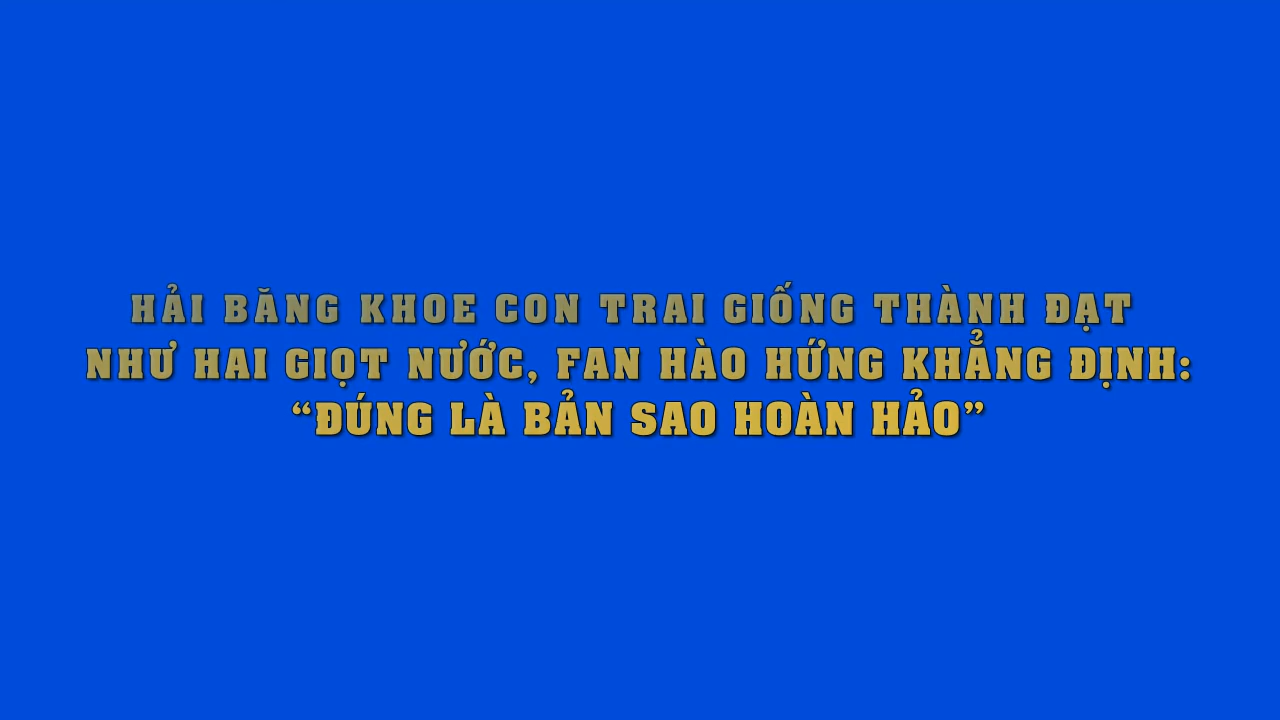 HẢI BĂNG KHOE CON TRAI GIỐNG THÀNH ĐẠT
NHƯ HAI GIỌT NƯỚC, FAN HÀO HỨNG KHẲNG ĐỊNH:
“ĐÚNG LÀ BẢN SAO HOÀN HẢO”